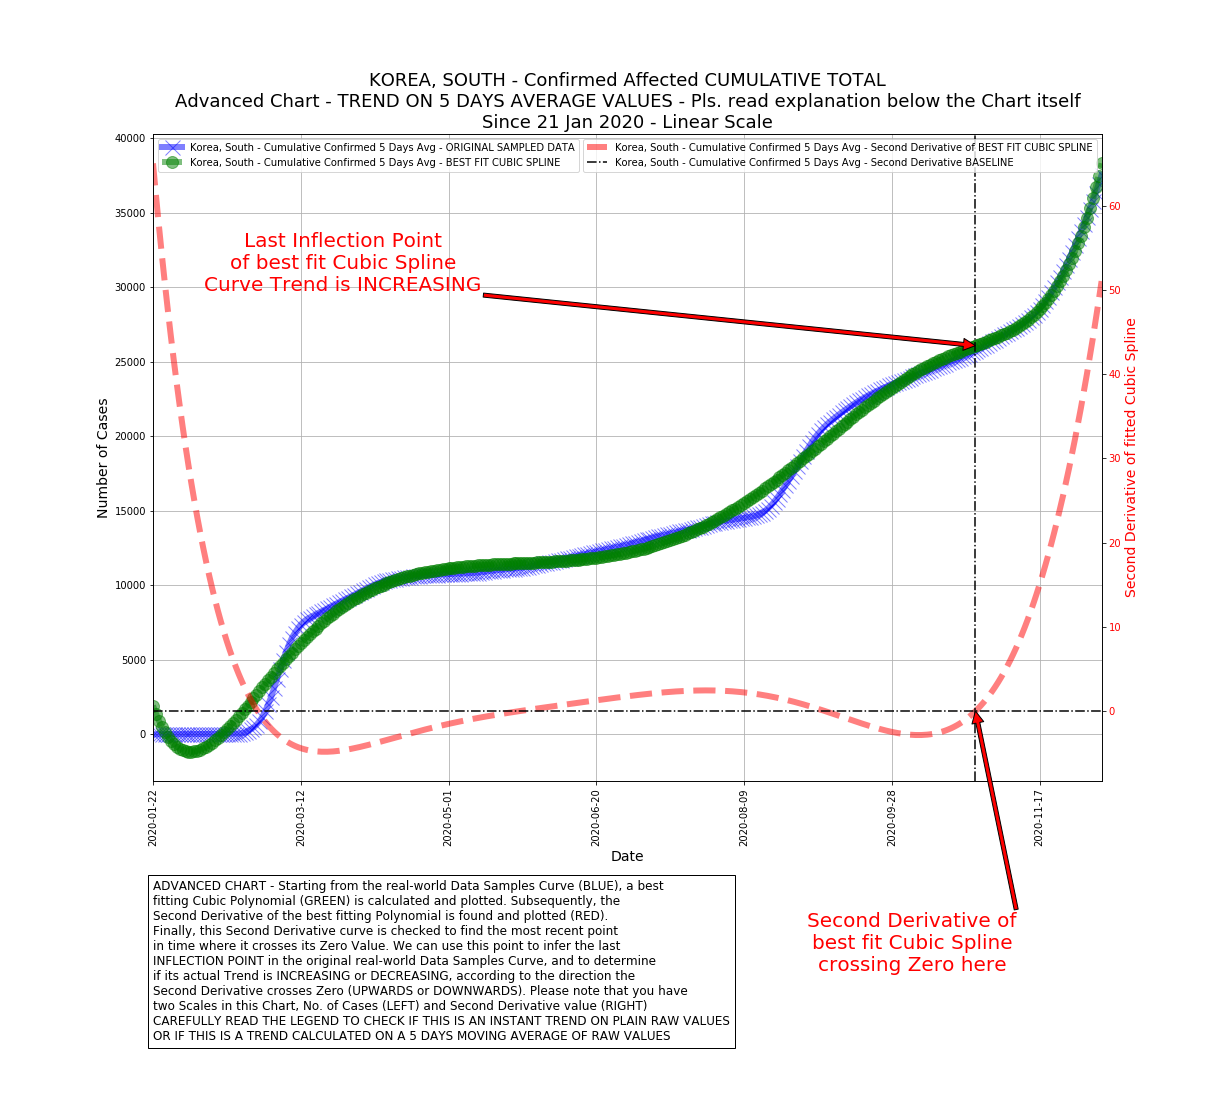 KOREA, SOUTH - Confirmed Affected CUMULATIVE TOTAL
Advanced Chart - TREND ON 5 DAYS AVERAGE VALUES - Pls. read explanation below the Chart itself
Since 21 Jan 2020 - Linear Scale
Korea, South - Cumulative Confirmed 5 Days Avg - ORIGINAL SAMPLED DATA
Korea, South - Cumulative Confirmed 5 Days Avg - BEST FIT CUBIC SPLINE
Korea, South - Cumulative Confirmed 5 Days Avg - Second Derivative of BEST FIT CUBIC SPLINE
Korea, South - Cumulative Confirmed 5 Days Avg - Second Derivative BASELINE
Last Inflection Point
of best fit Cubic Spline
Curve Trend is INCREASING
Number of Cases
40000
35000
30000
25000
20000
15000
10000
5000
0
60
50
40
30
20
10
0
Second Derivative of fitted Cubic Spline
2020-01-22
2020-03-12
2020-05-01
2020-06-20
2020-08-09
2020-09-28
2020-11-17
Date
Second Derivative of
best fit Cubic Spline
crossing Zero here
ADVANCED CHART - Starting from the real-world Data Samples Curve (BLUE), a best
fitting Cubic Polynomial (GREEN) is calculated and plotted. Subsequently, the
Second Derivative of the best fitting Polynomial is found and plotted (RED).
Finally, this Second Derivative curve is checked to find the most recent point
in time where it crosses its Zero Value. We can use this point to infer the last
INFLECTION POINT in the original real-world Data Samples Curve, and to determine
if its actual Trend is INCREASING or DECREASING, according to the direction the
Second Derivative crosses Zero (UPWARDS or DOWNWARDS). Please note that you have
two Scales in this Chart, No. of Cases (LEFT) and Second Derivative value (RIGHT)
CAREFULLY READ THE LEGEND TO CHECK IF THIS IS AN INSTANT TREND ON PLAIN RAW VALUES
OR IF THIS IS A TREND CALCULATED ON A 5 DAYS MOVING AVERAGE OF RAW VALUES